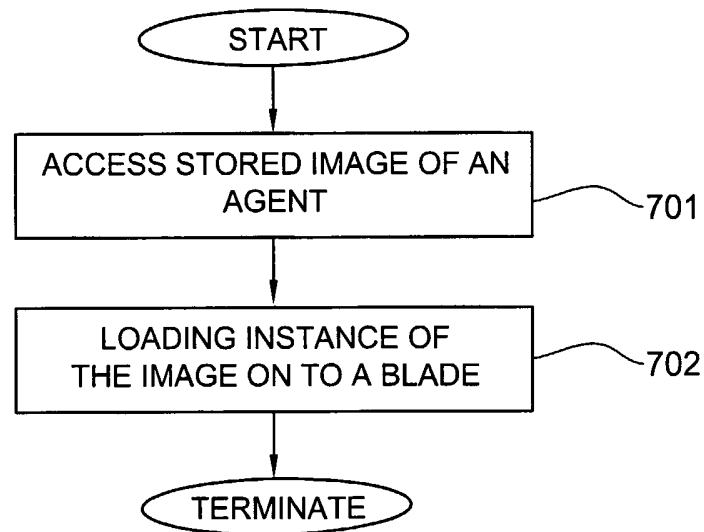 START
ACCESS STORED IMAGE OF AN
AGENT
701
LOADING INSTANCE OF
THE IMAGE ON TO A BLADE
702
TERMINATE